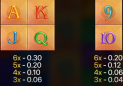 A K 9
J Q 10
6x - 0.30 6x - 0.20
5x - 0.20 5x - 0.12
4x - 0.10 4x - 0.06
3x - 0.06 3x - 0.04